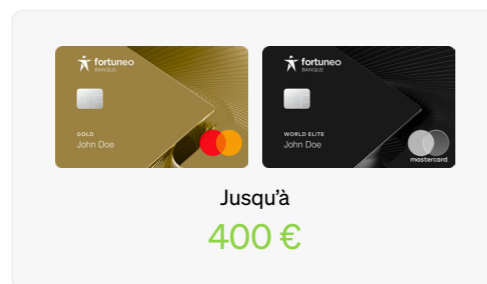 fortuneo
BANQUE
GOLD
John Doe
fortuneo
BANQUE
WORLD ELITE
John Doe
mastercard
Jusqu'à
400 €